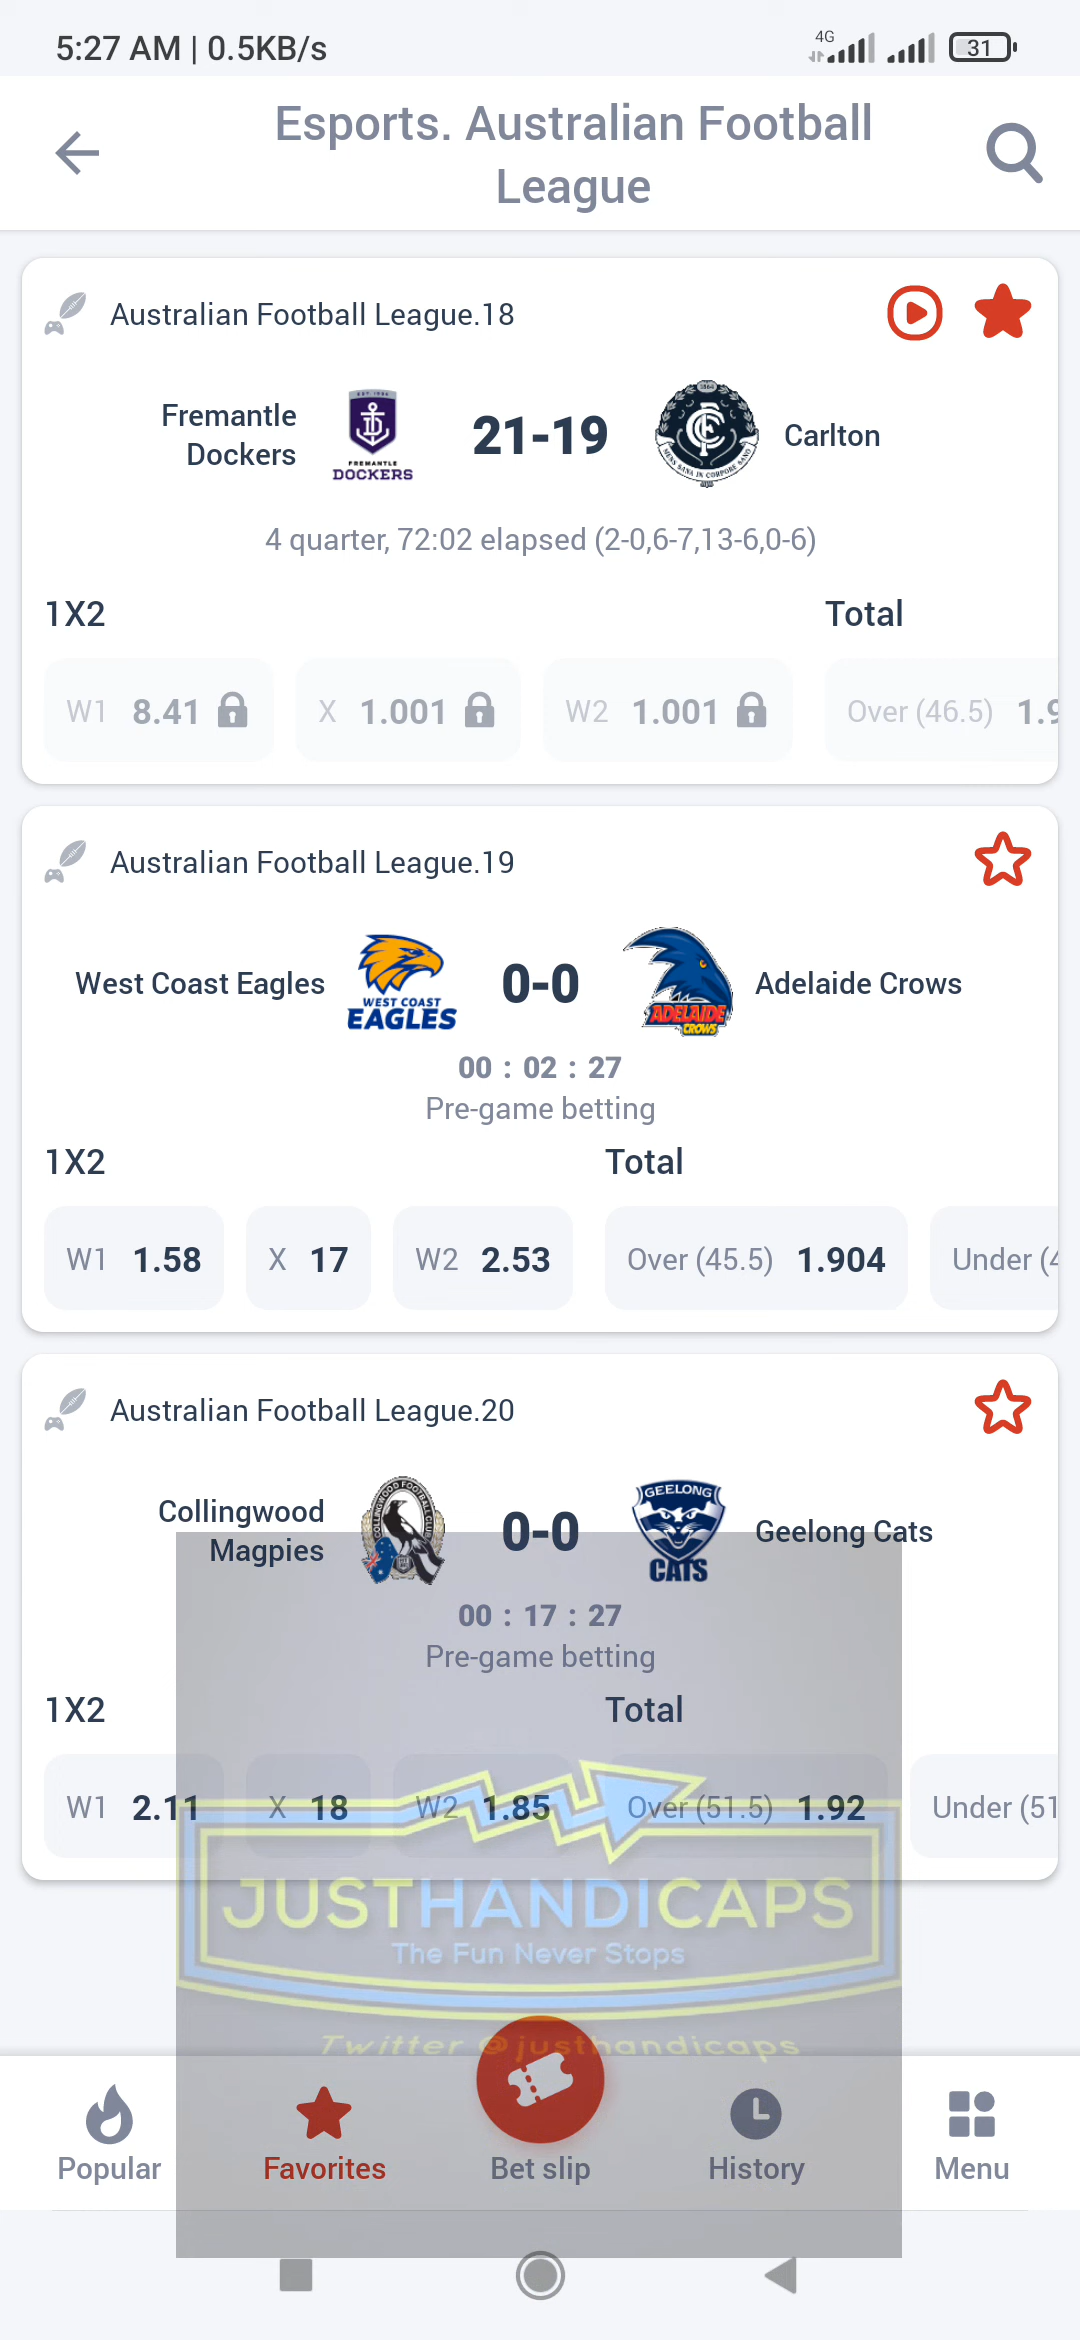 5:27 AM | 0.5KB/s 4G 31
Esports. Australian Football
League
Australian Football League.18
Fremantle
Dockers
FREMANTLE
DOCKERS
21-19
Carlton
4 quarter, 72:02 elapsed (2-0,6-7,13-6,0-6)
1X2 Total
W1 8.41 X 1.001 W2 1.001 Over (46.5) 1.9
Australian Football League.19
West Coast Eagles
WEST COAST
EAGLES
0-0
ADELAIDE
CROWS
Adelaide Crows
00 : 02 : 27
Pre-game betting
1X2 Total
W1 1.58 X 17 W2 2.53 Over (45.5) 1.904 Under (4
Australian Football League.20
Collingwood
Magpies
COLLINGWOOD FOOTBALL CLUB
0-0
GEELONG
CATS
Geelong Cats
00 : 17 : 27
Pre-game betting
1X2 Total
W1 2.11 X 18 W2 1.85 Over (51.5) 1.92 Under (51
JUSTHANDICAPS
The Fun Never Stops
Twitter @justhandicaps
Popular Favorites Bet slip History Menu